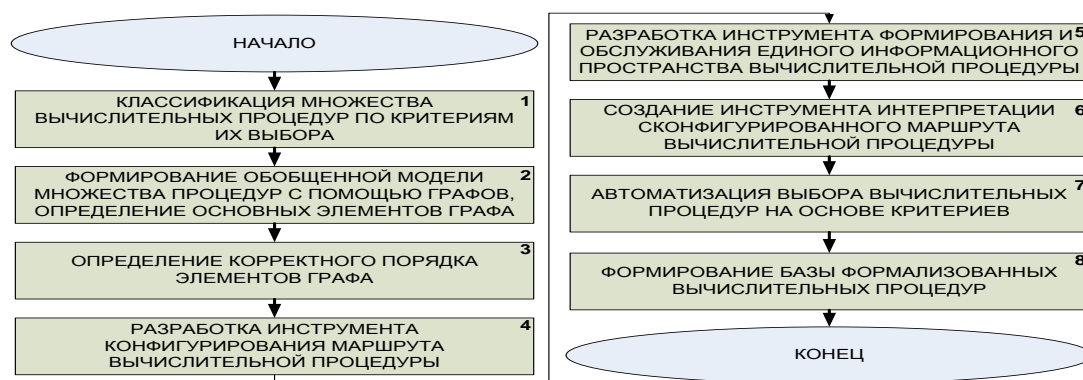 НАЧАЛО
1
КЛАССИФИКАЦИЯ МНОЖЕСТВА
ВЫЧИСЛИТЕЛЬНЫХ ПРОЦЕДУР ПО КРИТЕРИЯМ
ИХ ВЫБОРА
2
ФОРМИРОВАНИЕ ОБОБЩЕННОЙ МОДЕЛИ
МНОЖЕСТВА ПРОЦЕДУР С ПОМОЩЬЮ ГРАФОВ,
ОПРЕДЕЛЕНИЕ ОСНОВНЫХ ЭЛЕМЕНТОВ ГРАФА
3
ОПРЕДЕЛЕНИЕ КОРРЕКТНОГО ПОРЯДКА
ЭЛЕМЕНТОВ ГРАФА
4
РАЗРАБОТКА ИНСТРУМЕНТА
КОНФИГУРИРОВАНИЯ МАРШРУТА
ВЫЧИСЛИТЕЛЬНОЙ ПРОЦЕДУРЫ
5
РАЗРАБОТКА ИНСТРУМЕНТА ФОРМИРОВАНИЯ И
ОБСЛУЖИВАНИЯ ЕДИНОГО ИНФОРМАЦИОННОГО
ПРОСТРАНСТВА ВЫЧИСЛИТЕЛЬНОЙ ПРОЦЕДУРЫ
6
СОЗДАНИЕ ИНСТРУМЕНТА ИНТЕРПРЕТАЦИИ
СКОНФИГУРИРОВАННОГО МАРШРУТА
ВЫЧИСЛИТЕЛЬНОЙ ПРОЦЕДУРЫ
7
АВТОМАТИЗАЦИЯ ВЫБОРА ВЫЧИСЛИТЕЛЬНЫХ
ПРОЦЕДУР НА ОСНОВЕ КРИТЕРИЕВ
8
ФОРМИРОВАНИЕ БАЗЫ ФОРМАЛИЗОВАННЫХ
ВЫЧИСЛИТЕЛЬНЫХ ПРОЦЕДУР
КОНЕЦ